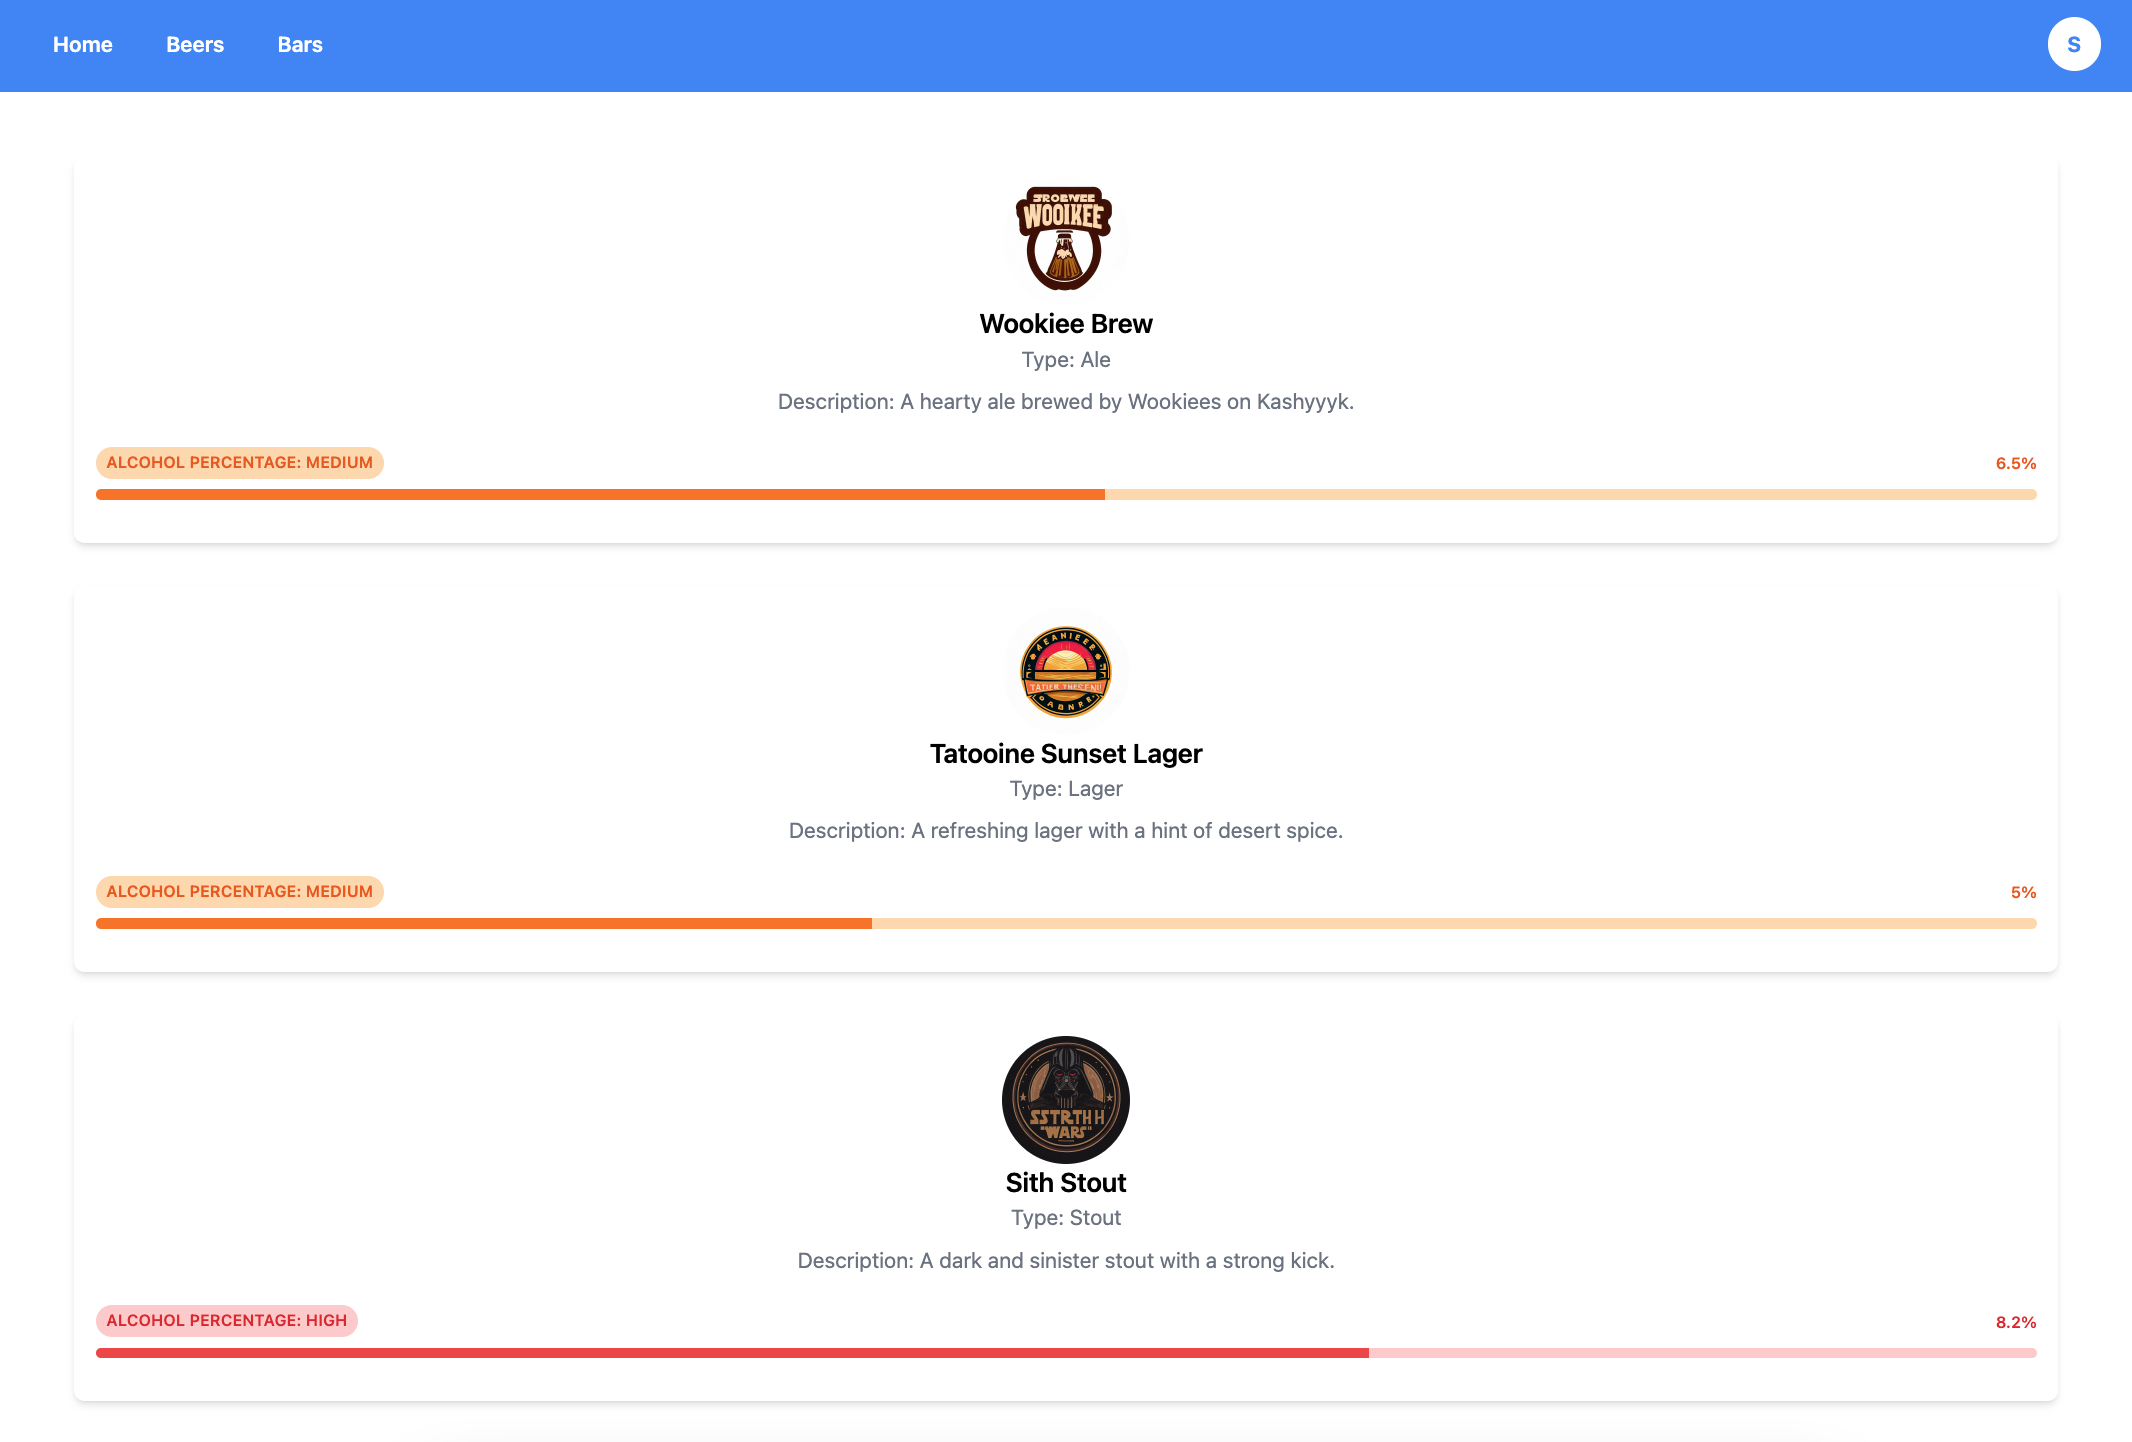 Home Beers Bars S
WOOIKEE
Wookiee Brew
Type: Ale
Description: A hearty ale brewed by Wookiees on Kashyyyk.
ALCOHOL PERCENTAGE: MEDIUM 6.5%
Tatooine Sunset Lager
Type: Lager
Description: A refreshing lager with a hint of desert spice.
ALCOHOL PERCENTAGE: MEDIUM 5%
SSTRTHH
"WARS"
Sith Stout
Type: Stout
Description: A dark and sinister stout with a strong kick.
ALCOHOL PERCENTAGE: HIGH 8.2%